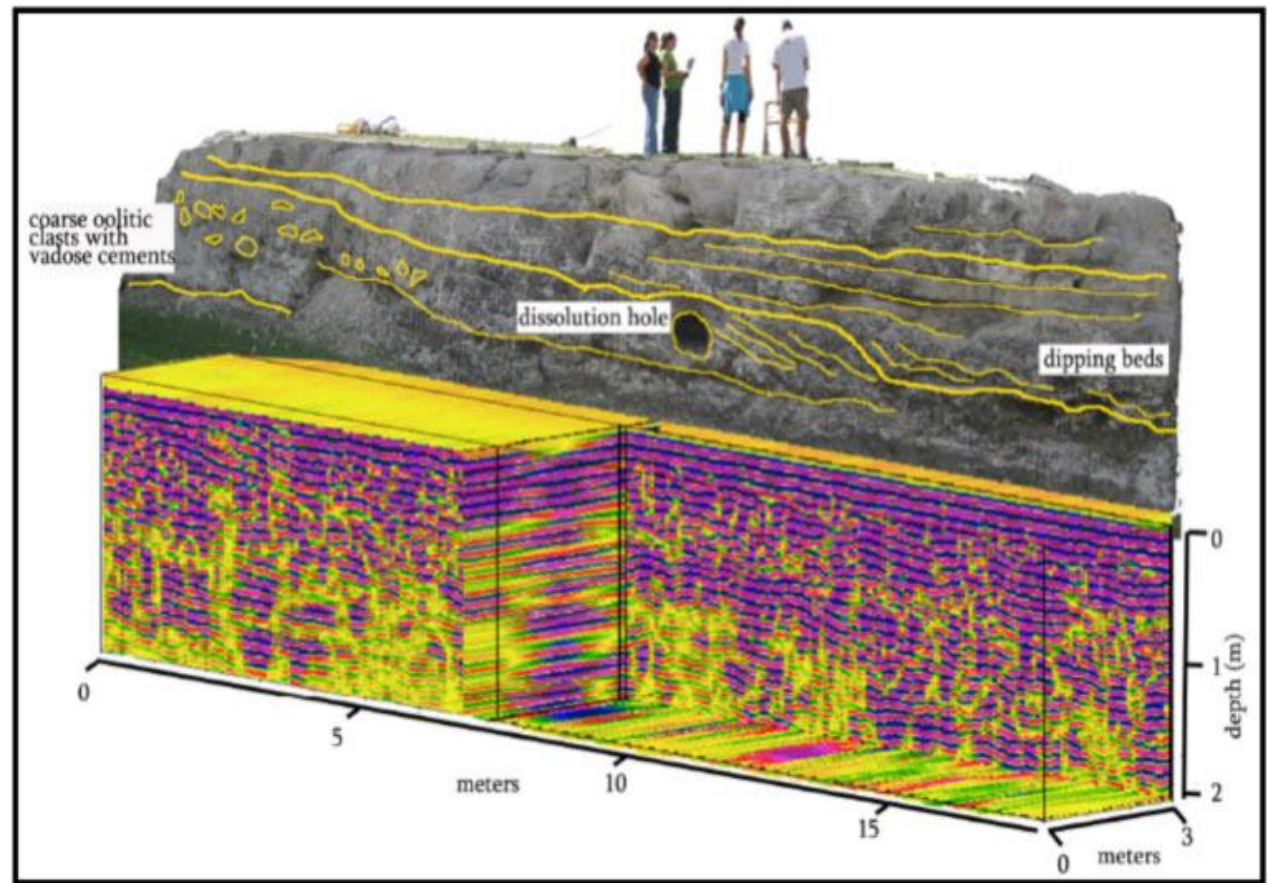 coarse oolitic
clasts with
vadose cements
dissolution hole
dipping beds
0
1
2
depth (m)
0
5
10
15
meters
0
3
meters